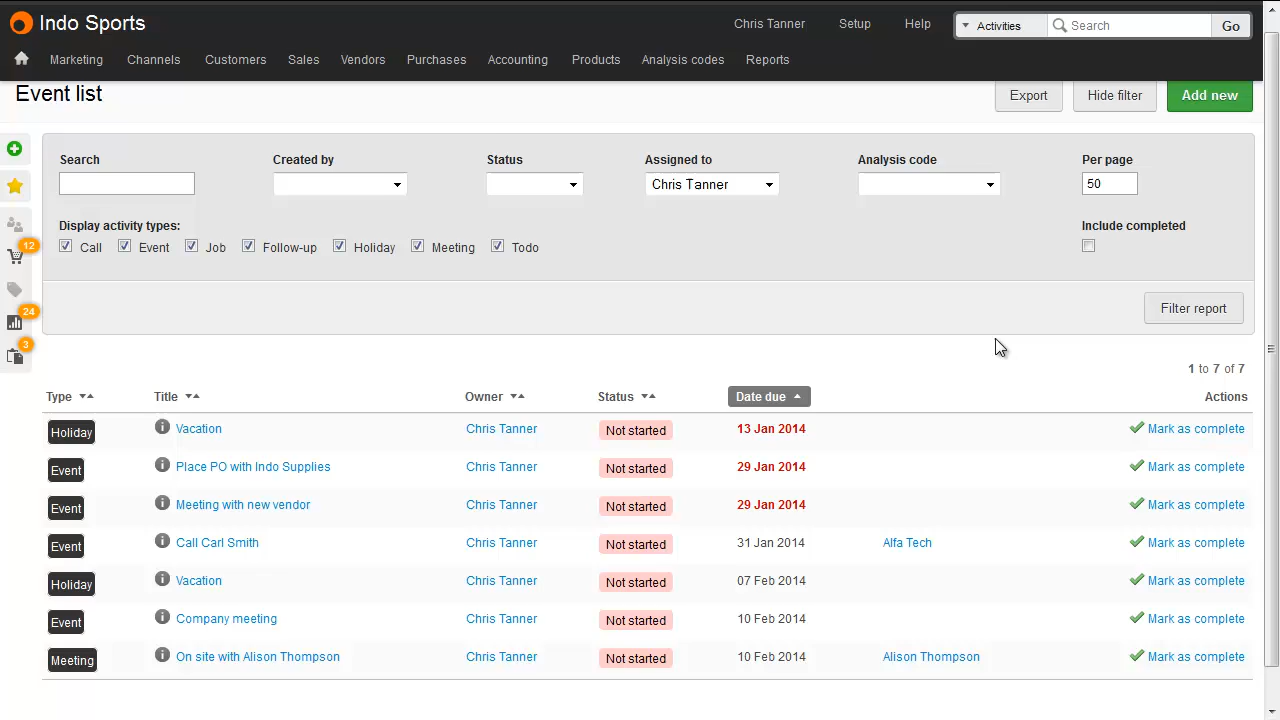 Indo Sports
Chris Tanner Setup Help Activities Search Go
Marketing Channels Customers Sales Vendors Purchases Accounting Products Analysis codes Reports
Event list
Export Hide filter Add new
Search Created by Status Assigned to Analysis code Per page
Chris Tanner 50
Display activity types: Include completed
Call Event Job Follow-up Holiday Meeting Todo
12
Filter report
24
3
1 to 7 of 7
Type Title Owner Status Date due Actions
Holiday Vacation Chris Tanner Not started 13 Jan 2014 Mark as complete
Event Place PO with Indo Supplies Chris Tanner Not started 29 Jan 2014 Mark as complete
Event Meeting with new vendor Chris Tanner Not started 29 Jan 2014 Mark as complete
Event Call Carl Smith Chris Tanner Not started 31 Jan 2014 Alfa Tech Mark as complete
Holiday Vacation Chris Tanner Not started 07 Feb 2014 Mark as complete
Event Company meeting Chris Tanner Not started 10 Feb 2014 Mark as complete
Meeting On site with Alison Thompson Chris Tanner Not started 10 Feb 2014 Alison Thompson Mark as complete